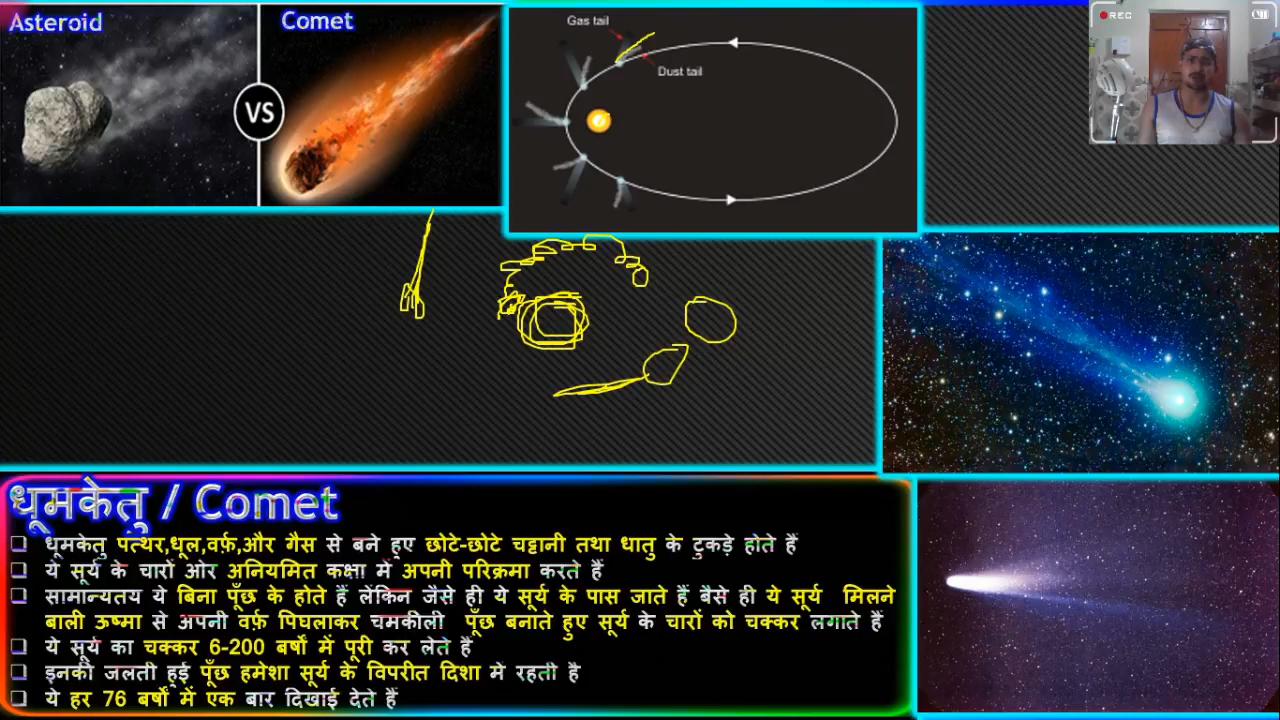 Asteroid
VS
Comet
Gas tail
Dust tail
REC
धूमकेतु / Comet
❑ धूमकेतु पत्थर,धूल,वर्फ़,और गैस से बने हुए छोटे-छोटे चट्टानी तथा धातु के टुकड़े होते हैं
❑ ये सूर्य के चारों ओर अनियमित कक्षा में अपनी परिक्रमा करते हैं
❑ सामान्यतय ये बिना पूँछ के होते हैं लेकिन जैसे ही ये सूर्य के पास जाते हैं बैसे ही ये सूर्य मिलने
बाली ऊष्मा से अपनी वर्फ़ पिघलाकर चमकीली पूँछ बनाते हुए सूर्य के चारों को चक्कर लगाते हैं
❑ ये सूर्य का चक्कर 6-200 बर्षो में पूरी कर लेते हैं
❑ इनकी जलती हुई पूँछ हमेशा सूर्य के विपरीत दिशा में रहती है
❑ ये हर 76 बर्षो में एक बार दिखाई देते हैं